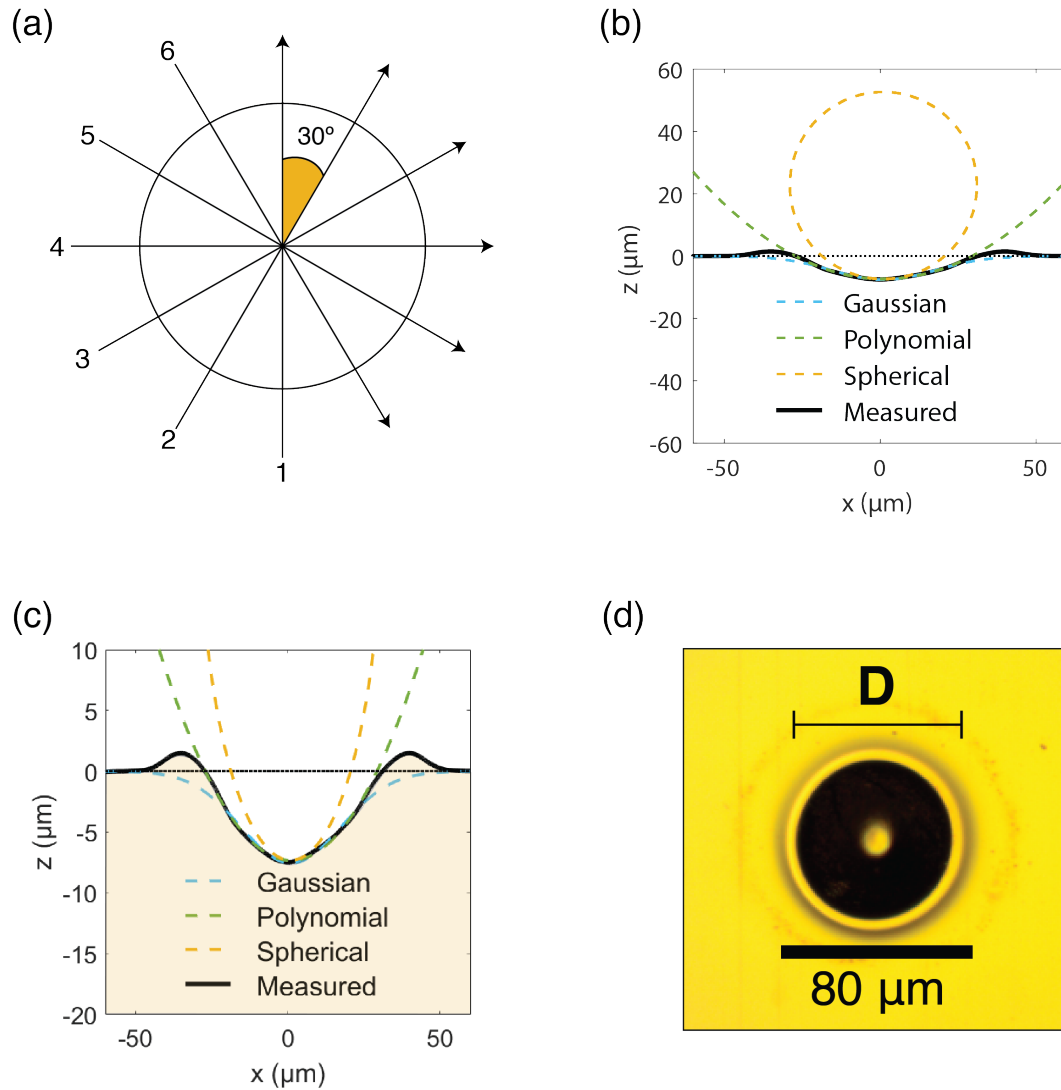 (a)
6
5
30º
4
3
2
1
(b)
60
40
20
0
-20
-40
-60
z (µm)
Gaussian
Polynomial
Spherical
Measured
-50
0
50
x (µm)
(c)
10
5
0
-5
-10
-15
-20
z (µm)
Gaussian
Polynomial
Spherical
Measured
-50
0
50
x (µm)
(d)
D
80 µm